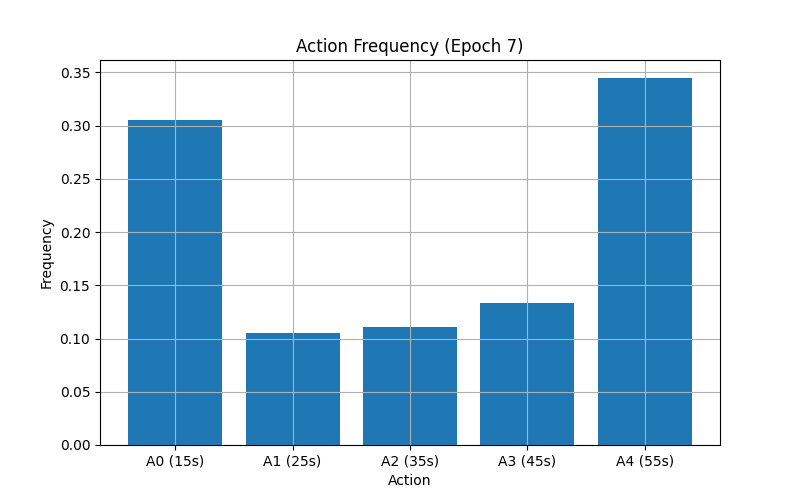 Action Frequency (Epoch 7)
0.35
0.30
0.25
0.20
0.15
0.10
0.05
0.00
Frequency
A0 (15s) A1 (25s) A2 (35s) A3 (45s) A4 (55s)
Action